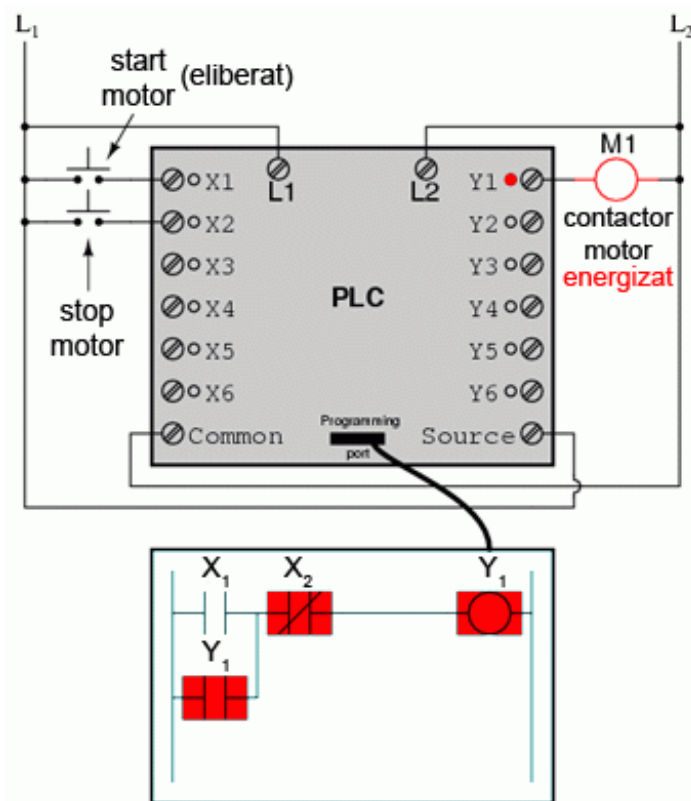 L1 L2
start
motor (eliberat)
M1
X1 L1 L2 Y1
X2 Y2
contactor
motor
energizat
X3 Y3
stop
motor
X4 PLC Y4
X5 Y5
X6 Y6
Common Programming
port Source
X1 X2 Y1
Y1